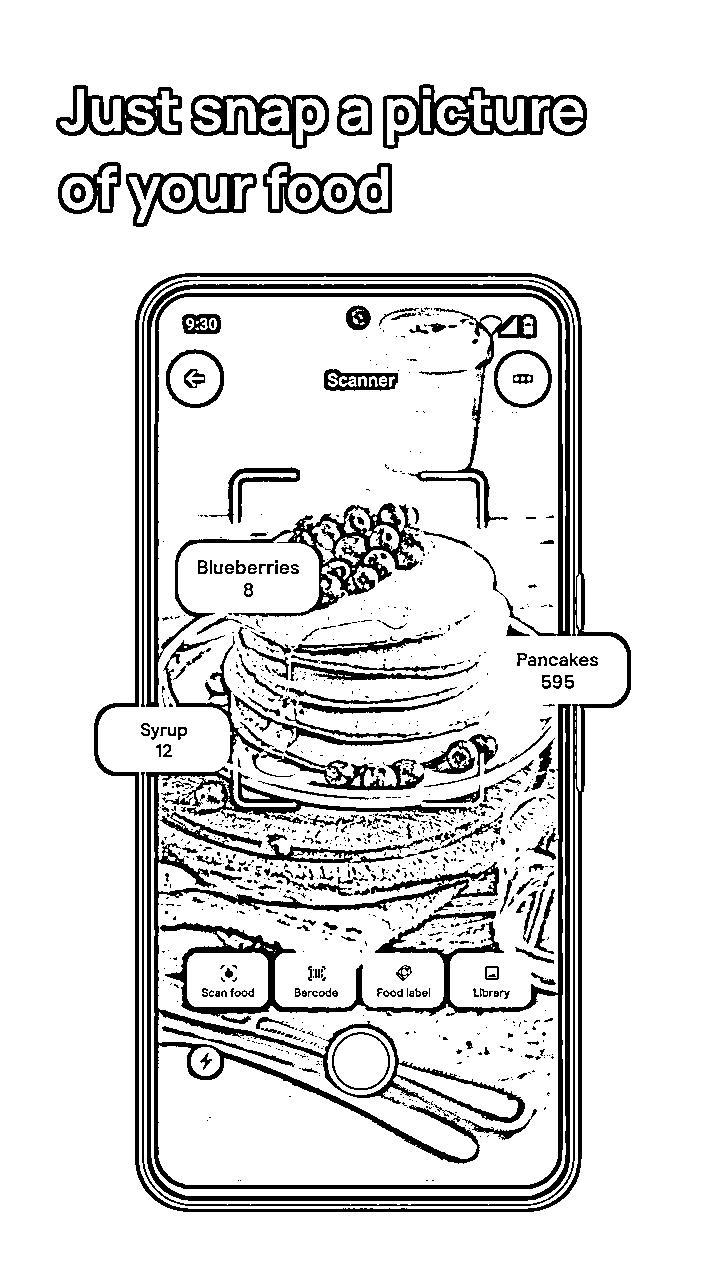 Just snap a picture
of your food
9:30
Scanner
Blueberries
8
Pancakes
595
Syrup
12
Scan food
Barcode
Food label
Library